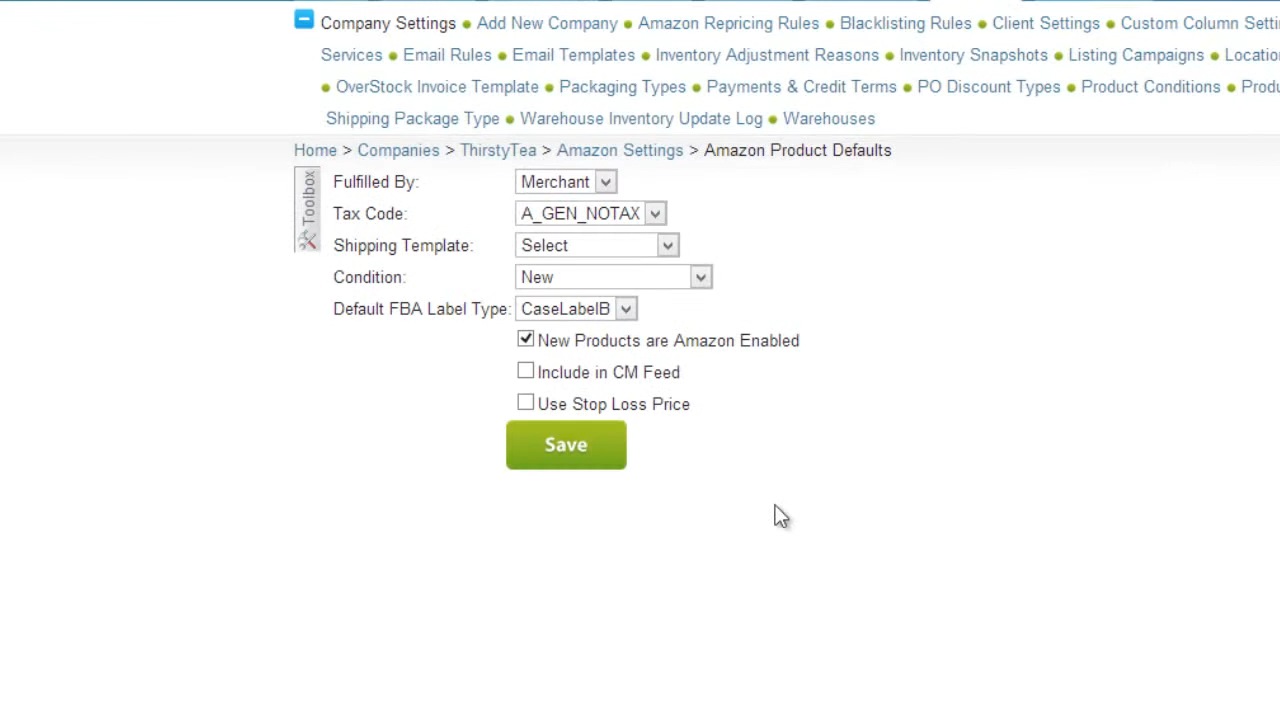 Company Settings • Add New Company • Amazon Repricing Rules • Blacklisting Rules • Client Settings • Custom Column
Services • Email Rules • Email Templates • Inventory Adjustment Reasons • Inventory Snapshots • Listing Campaigns •
• OverStock Invoice Template • Packaging Types • Payments & Credit Terms • PO Discount Types • Product Conditions •
Shipping Package Type • Warehouse Inventory Update Log • Warehouses
Home > Companies > ThirstyTea > Amazon Settings > Amazon Product Defaults
Toolbox
Fulfilled By: Merchant
Tax Code: A_GEN_NOTAX
Shipping Template: Select
Condition: New
Default FBA Label Type: CaseLabelB
New Products are Amazon Enabled
Include in CM Feed
Use Stop Loss Price
Save